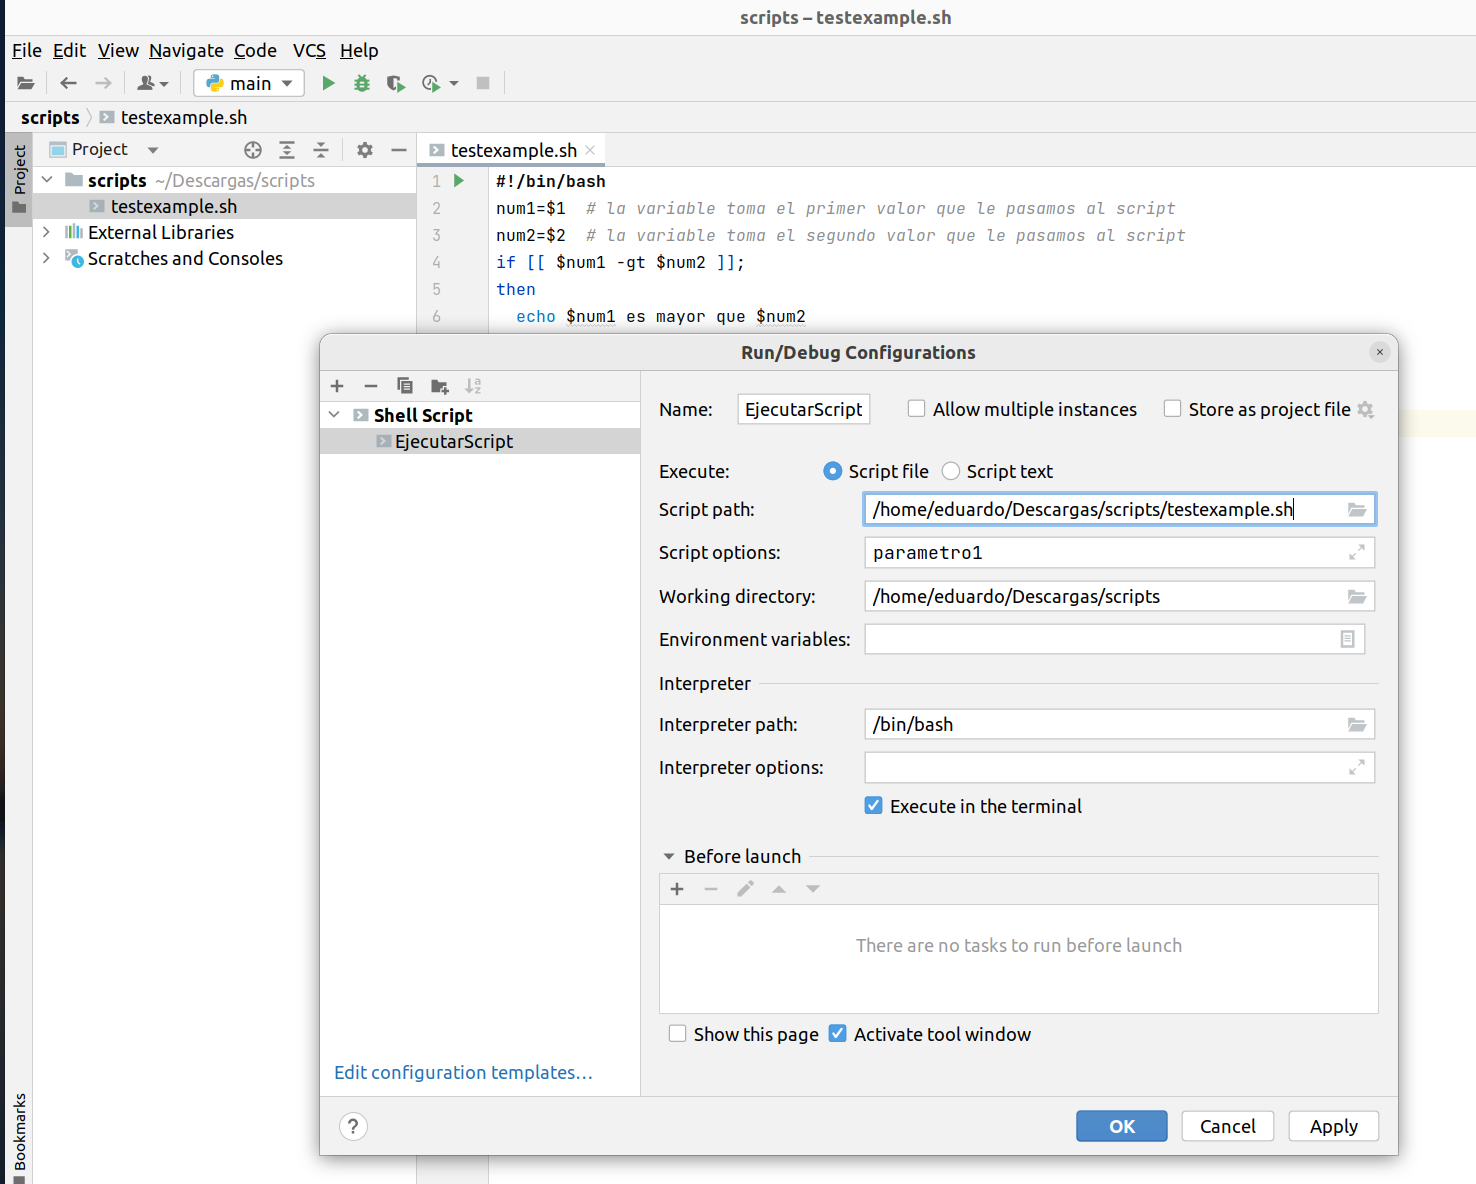 scripts – testexample.sh
File Edit View Navigate Code VCS Help
main
scripts testexample.sh
Project
Project
testexample.sh
scripts ~/Descargas/scripts
testexample.sh
External Libraries
Scratches and Consoles
1 #!/bin/bash
2 num1=$1 # la variable toma el primer valor que le pasamos al script
3 num2=$2 # la variable toma el segundo valor que le pasamos al script
4 if [[ $num1 -gt $num2 ]];
5 then
6 echo $num1 es mayor que $num2
Run/Debug Configurations
Shell Script
EjecutarScript
Edit configuration templates...
Name: EjecutarScript Allow multiple instances Store as project file
Execute: Script file Script text
Script path: /home/eduardo/Descargas/scripts/testexample.sh
Script options: parametro1
Working directory: /home/eduardo/Descargas/scripts
Environment variables:
Interpreter
Interpreter path: /bin/bash
Interpreter options:
Execute in the terminal
Before launch
There are no tasks to run before launch
Show this page Activate tool window
? OK Cancel Apply
Bookmarks